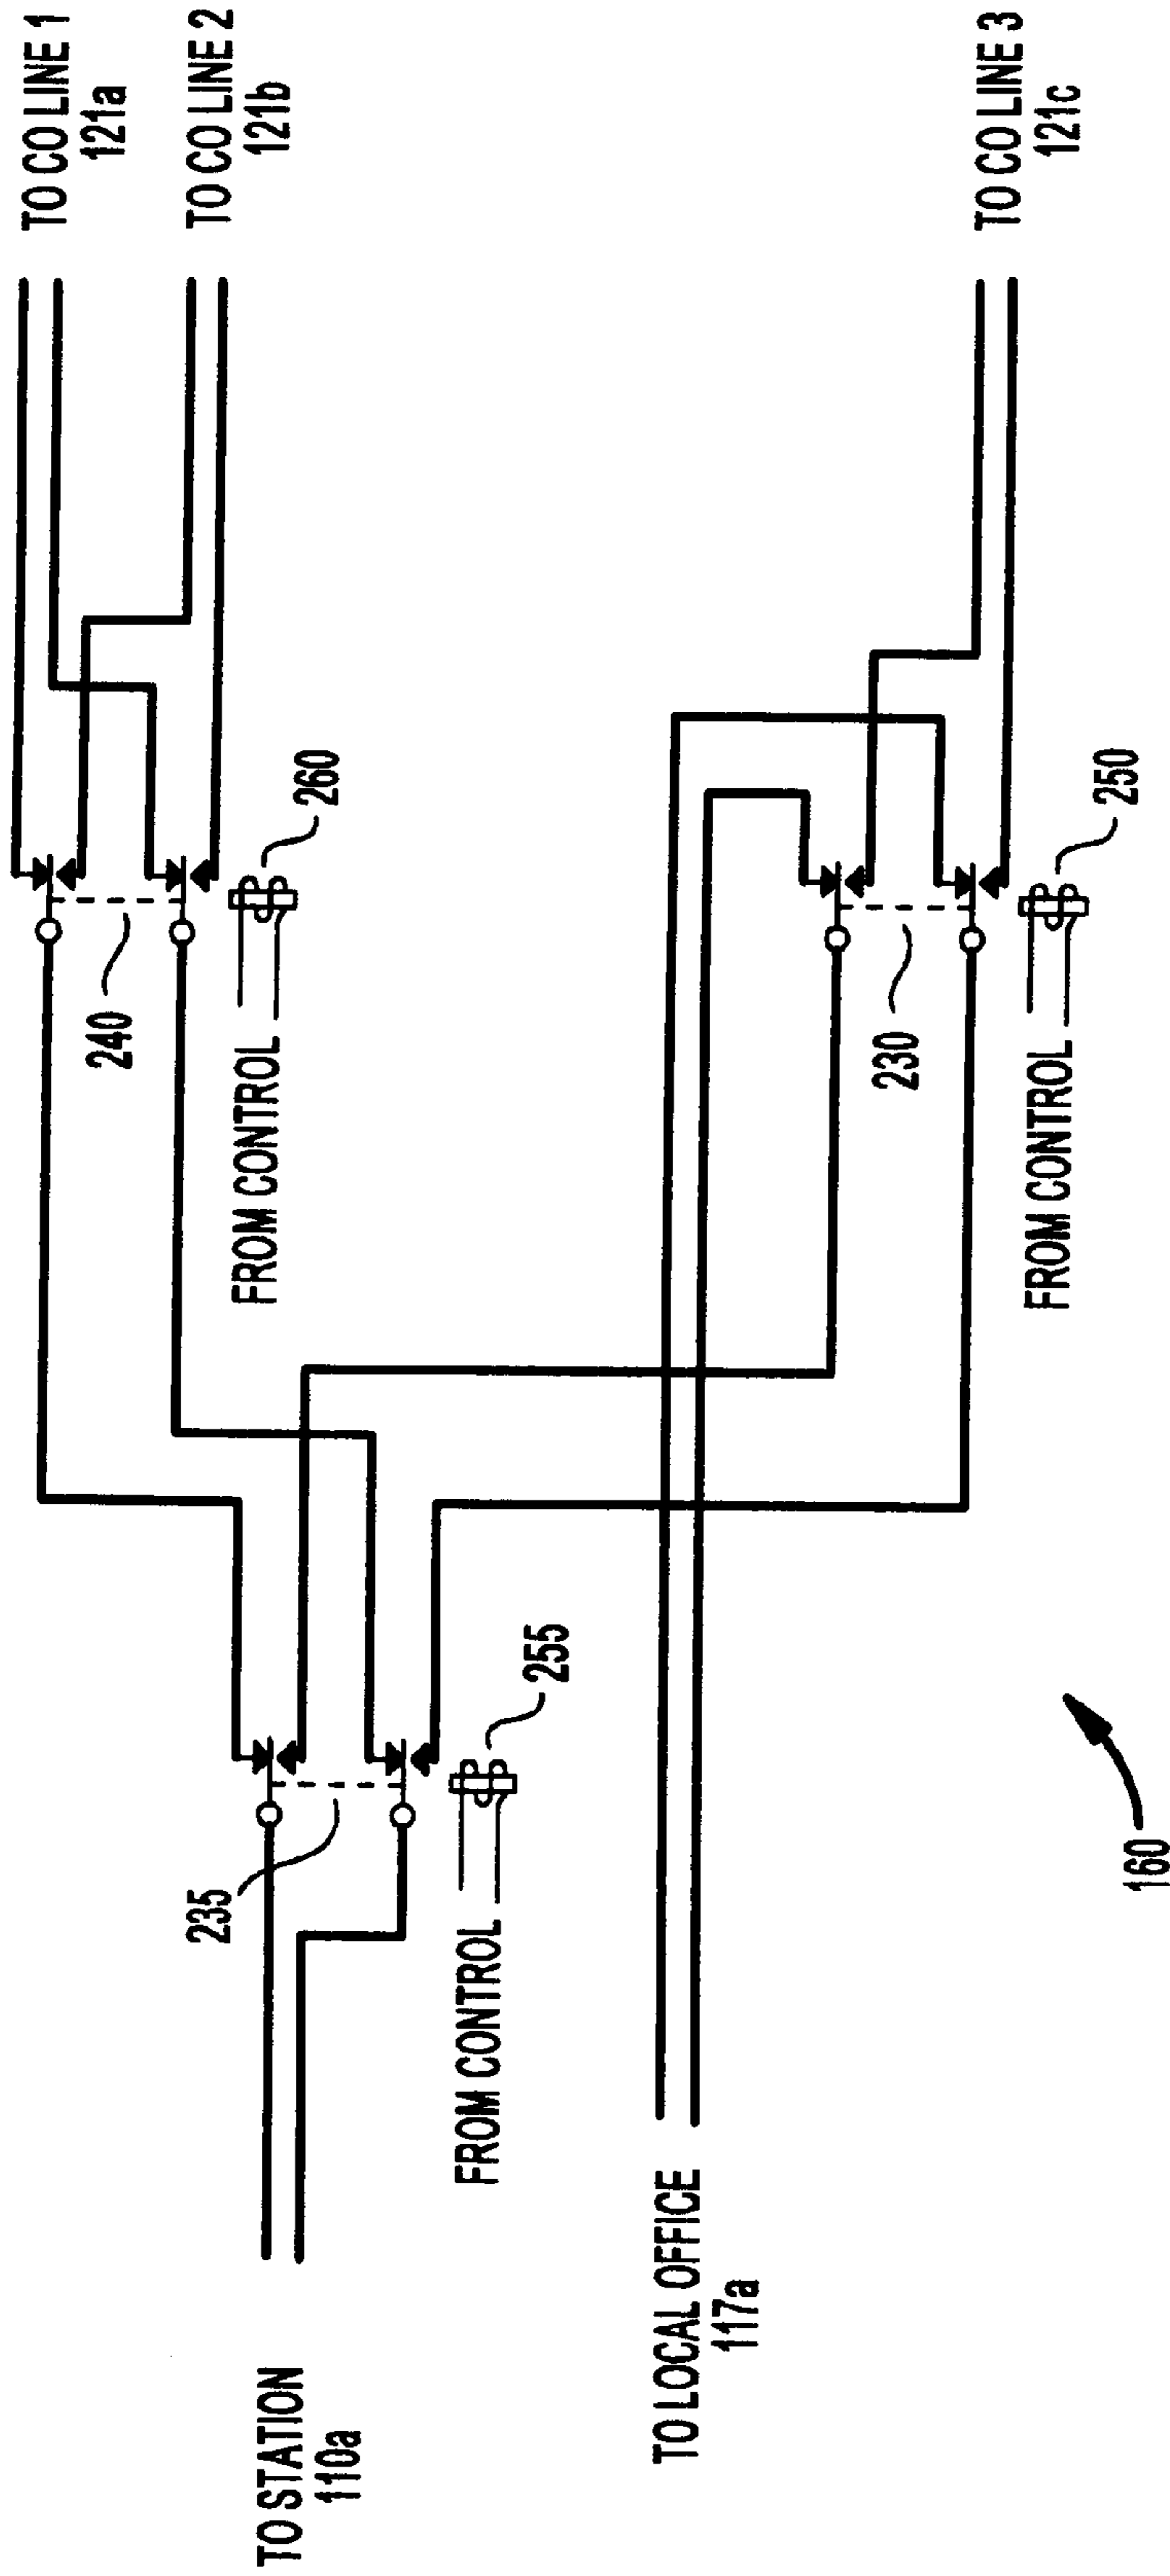 TO CO LINE 1
121a
TO CO LINE 2
121b
260
240
FROM CONTROL
TO STATION
110a
235
255
FROM CONTROL
TO LOCAL OFFICE
117a
TO CO LINE 3
121c
250
230
FROM CONTROL
160